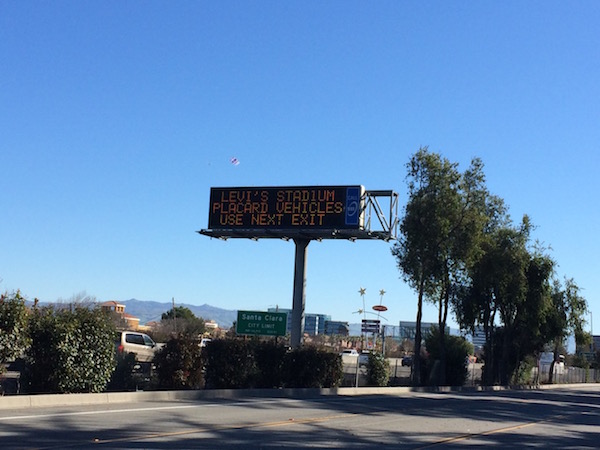 LEVI'S STADIUM
PLACARD VEHICLES
USE NEXT EXIT
Santa Clara
CITY LIMIT